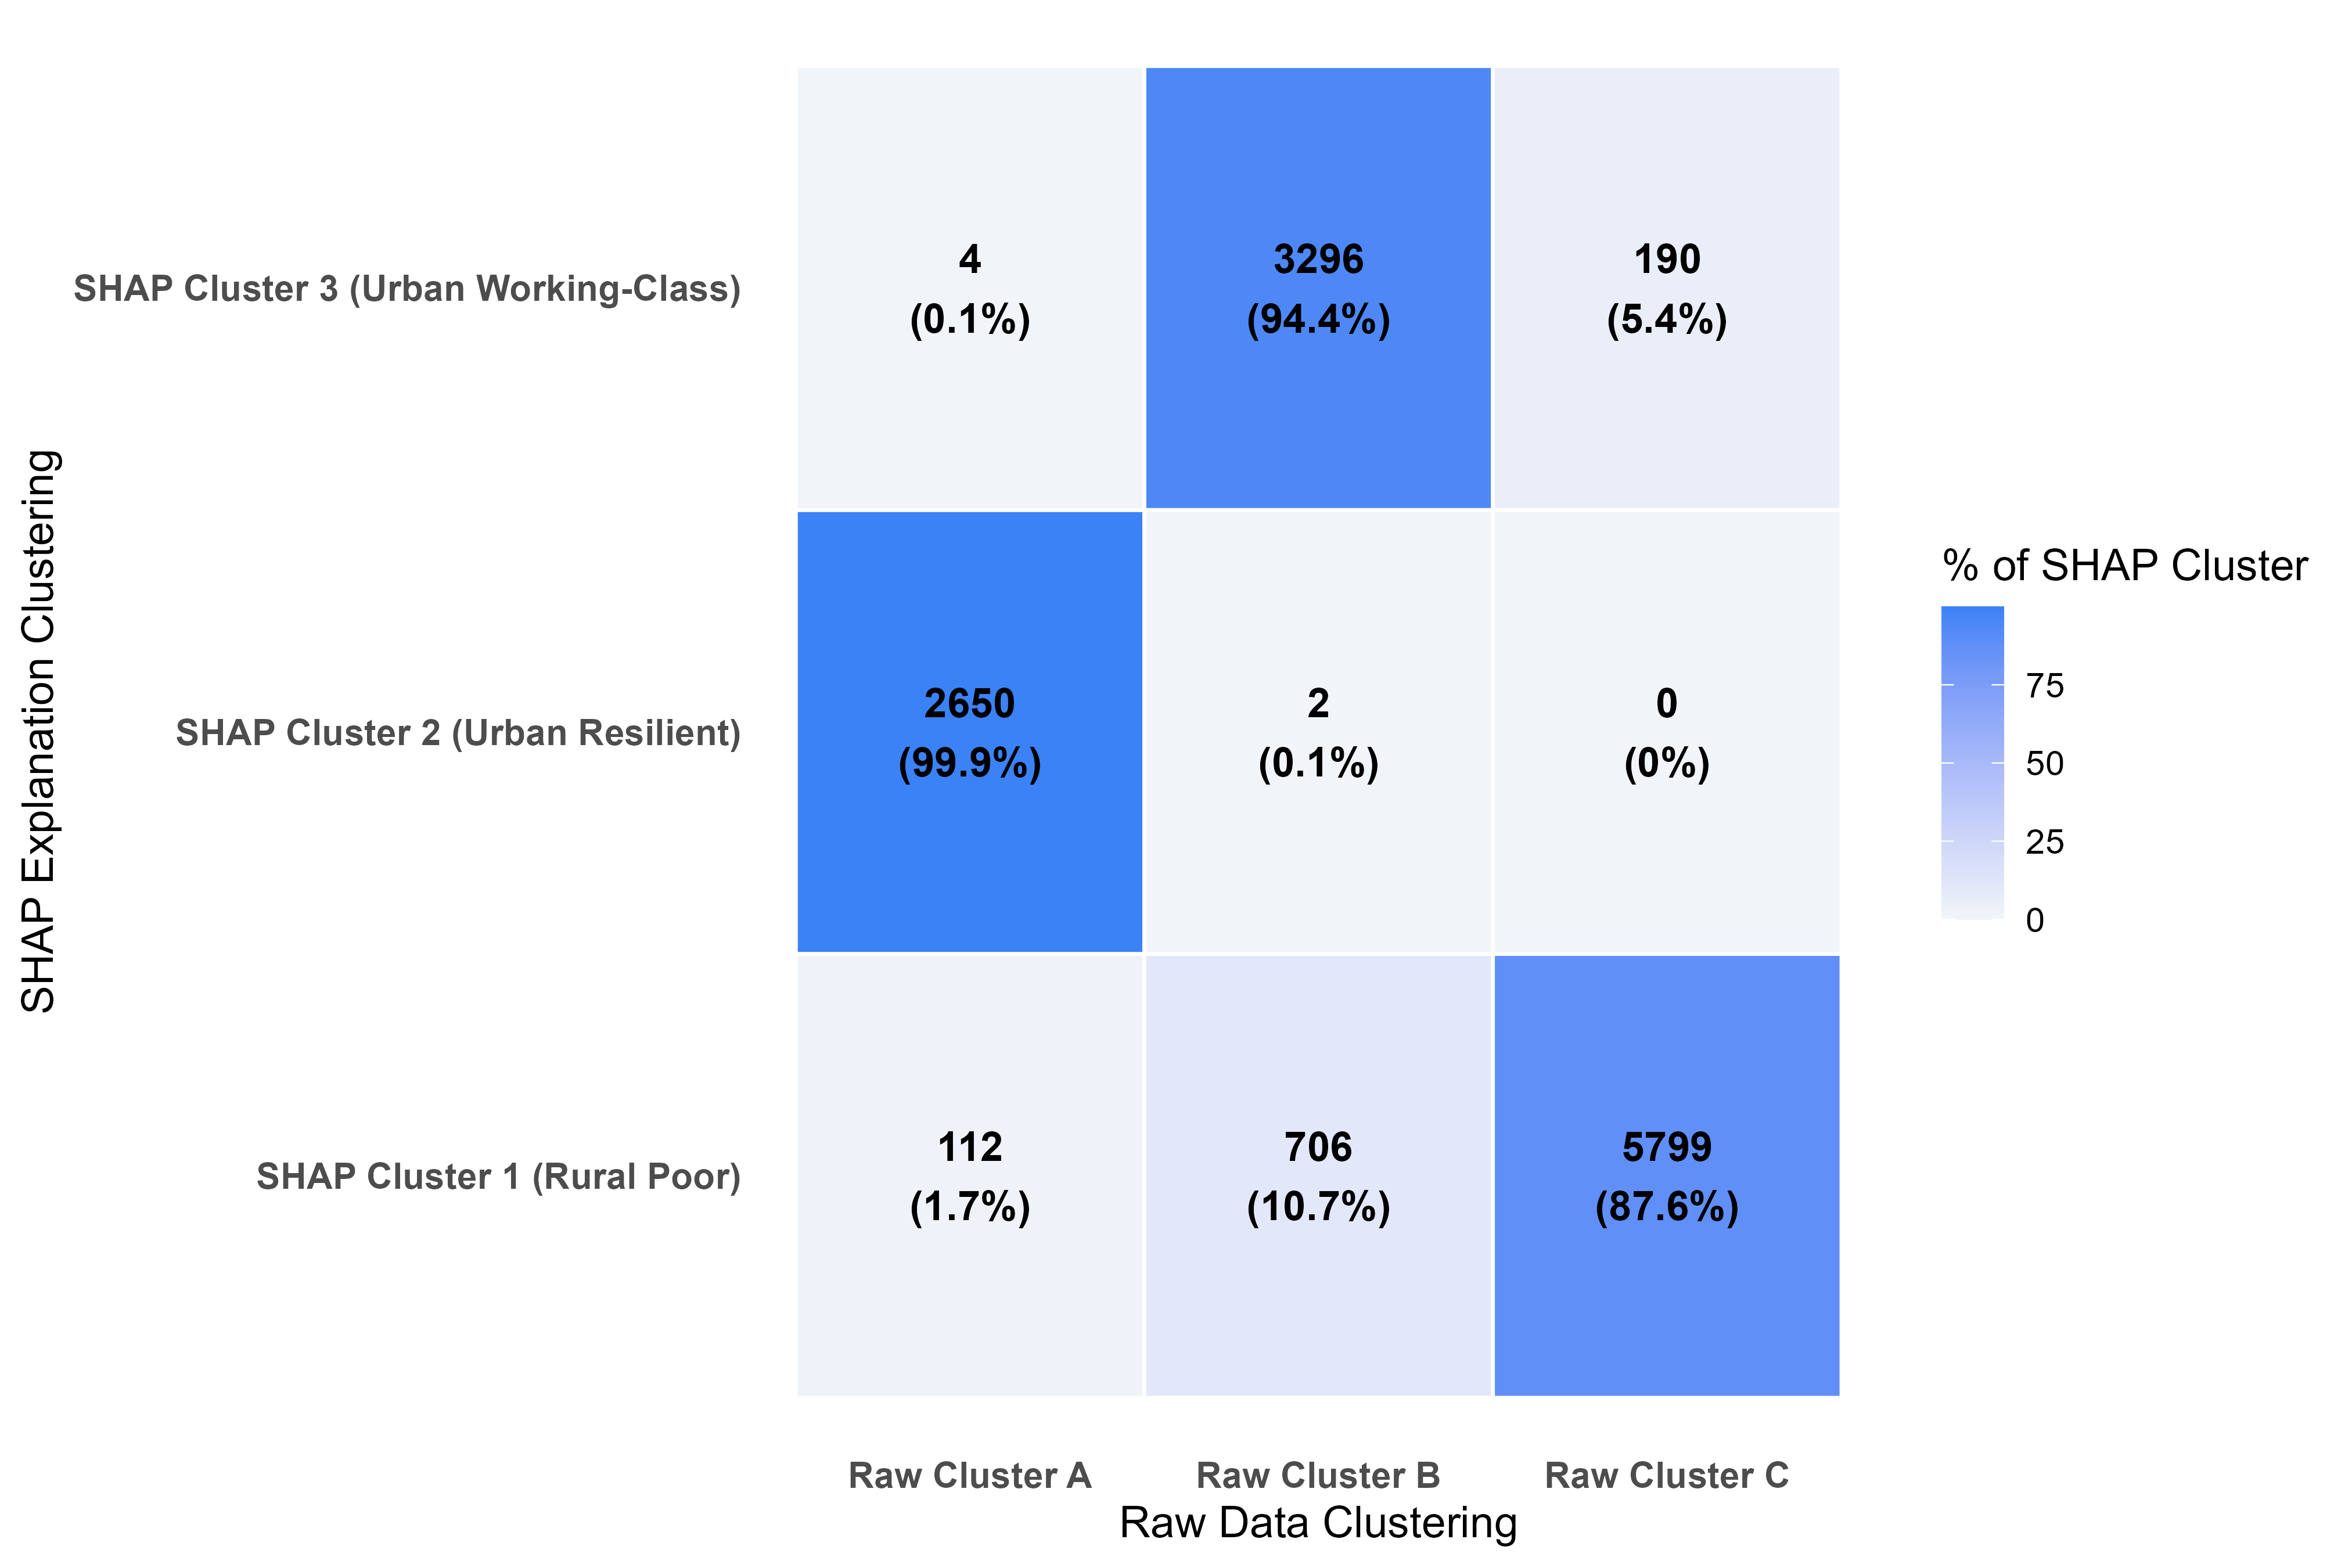 SHAP Explanation Clustering
SHAP Cluster 3 (Urban Working-Class)
4
(0.1%)
3296
(94.4%)
190
(5.4%)
SHAP Cluster 2 (Urban Resilient)
2650
(99.9%)
2
(0.1%)
0
(0%)
SHAP Cluster 1 (Rural Poor)
112
(1.7%)
706
(10.7%)
5799
(87.6%)
Raw Cluster A
Raw Cluster B
Raw Cluster C
Raw Data Clustering
% of SHAP Cluster
75
50
25
0